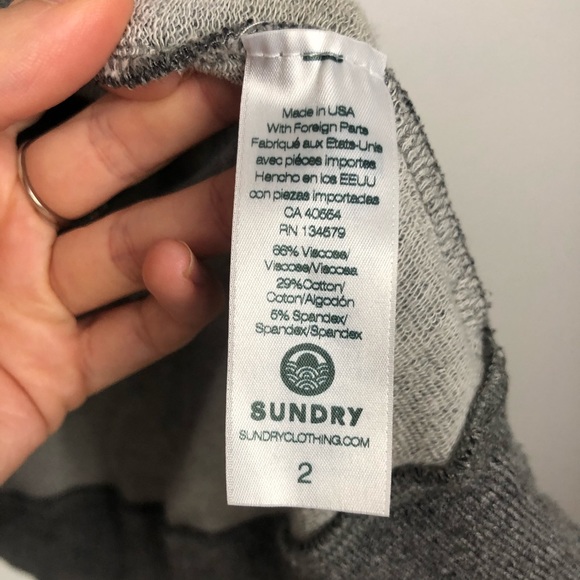 Made in USA
With Foreign Parts
Fabriqué aux Etats-Unis
avec pièces importes
Hencho en los EEUU
con piezas importadas
CA 40554
RN 134579
66% Viscose/
Viscose/Viscosa
29%Cotton/
Coton/Algodón
5% Spandex/
Spandex/Spandex
SUNDRY
SUNDRYCLOTHING.COM
2